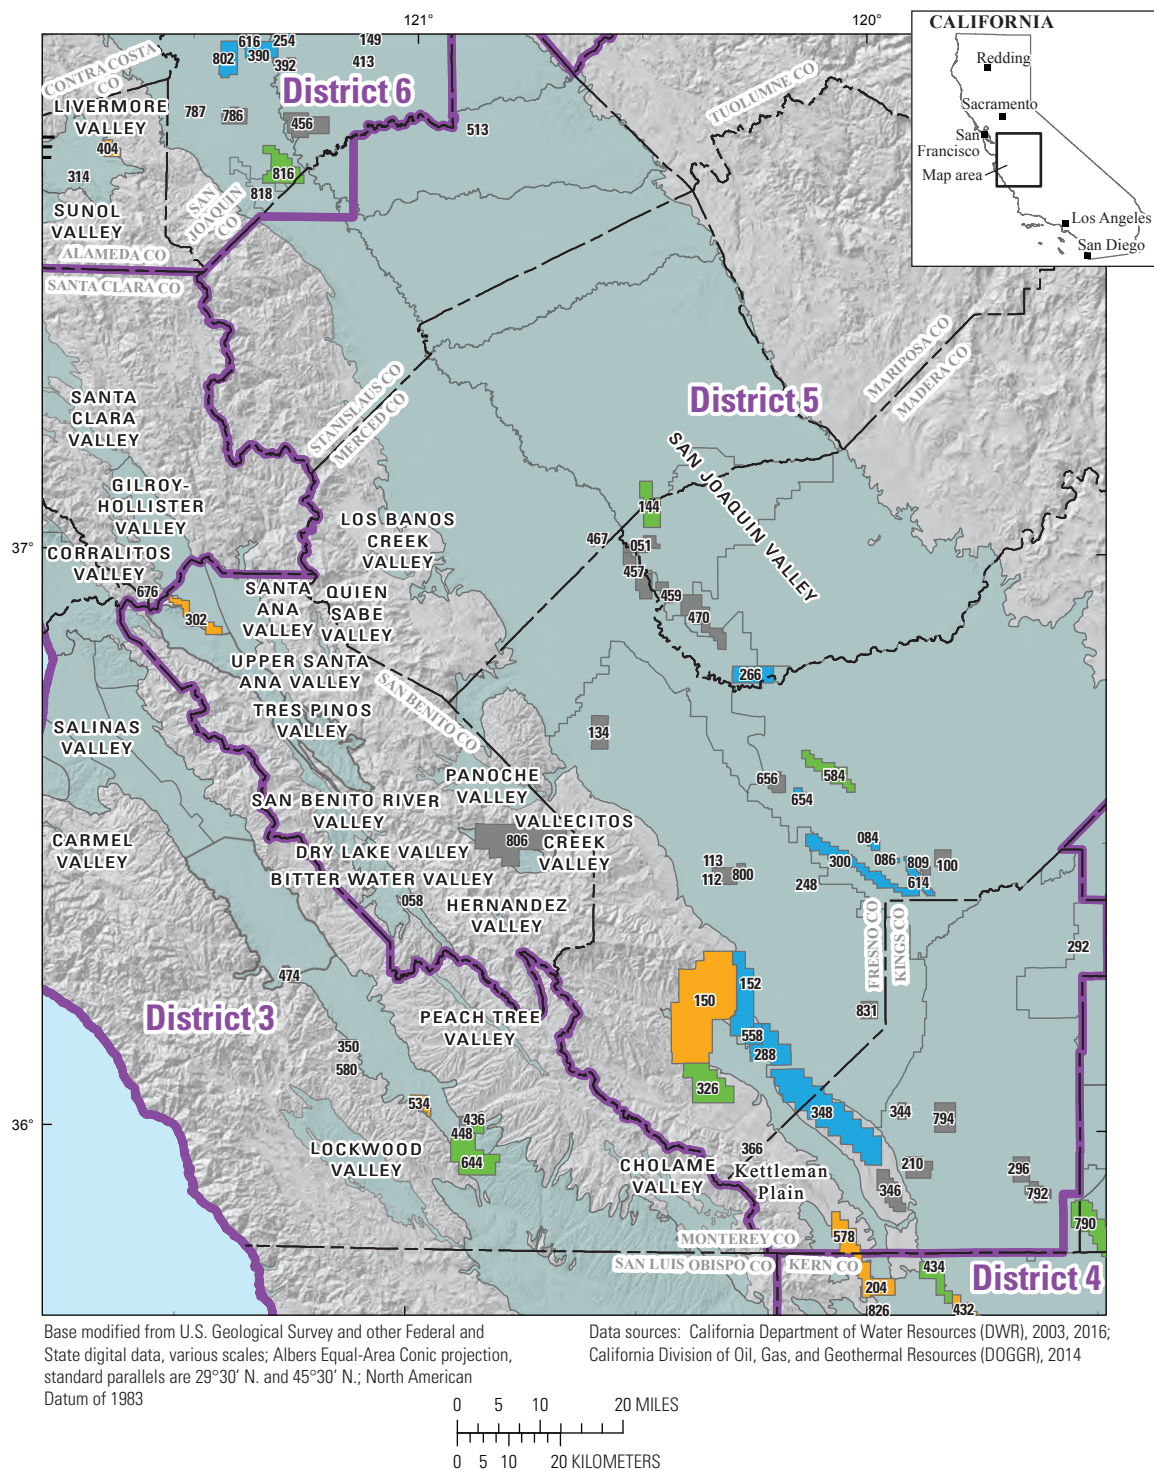 121°
120°
CALIFORNIA
Redding
Sacramento
San
Francisco
Map area
Los Angeles
San Diego
616
254
149
802
390
392
413
CONTRA COSTA
CO
District 6
TUOLUMNE CO
LIVERMORE
VALLEY
787
786
456
513
404
314
816
818
SAN
JOAQUIN
CO
SUNOL
VALLEY
ALAMEDA CO
SANTA CLARA CO
MARIPOSA CO
MADERA CO
STANISLAUS CO
MERCED CO
District 5
SANTA
CLARA
VALLEY
SAN JOAQUIN VALLEY
GILROY-
HOLLISTER
VALLEY
144
LOS BANOS
CREEK
VALLEY
37°
467
051
CORRALITOS
VALLEY
457
676
459
SANTA
ANA
VALLEY
QUIEN
SABE
VALLEY
302
470
UPPER SANTA
ANA VALLEY
266
SAN BENITO CO
TRES PINOS
VALLEY
SALINAS
VALLEY
134
PANOCHE
VALLEY
656
584
654
SAN BENITO RIVER
VALLEY
VALLECITOS
CREEK
VALLEY
806
CARMEL
VALLEY
DRY LAKE VALLEY
084
113
300
086
809
100
BITTER WATER VALLEY
112
800
248
614
058
HERNANDEZ
VALLEY
FRESNO CO
KINGS CO
292
474
150
152
District 3
PEACH TREE
VALLEY
831
558
288
350
580
326
534
348
344
794
436
448
LOCKWOOD
VALLEY
644
366
CHOLAME
VALLEY
Kettleman
Plain
210
296
346
792
36°
790
MONTEREY CO
578
SAN LUIS OBISPO CO
KERN CO
434
District 4
204
826
432
Base modified from U.S. Geological Survey and other Federal and
State digital data, various scales; Albers Equal-Area Conic projection,
standard parallels are 29°30′ N. and 45°30′ N.; North American
Datum of 1983
Data sources: California Department of Water Resources (DWR), 2003, 2016;
California Division of Oil, Gas, and Geothermal Resources (DOGGR), 2014
0 5 10 20 MILES
0 5 10 20 KILOMETERS